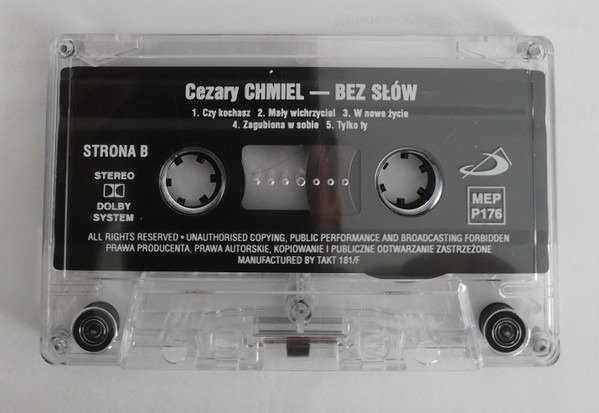 Cezary CHMIEL — BEZ SŁÓW
1. Czy kochasz 2. Mały wichrzyciel 3. W nowe życie
4. Zagubiona w sobie 5. Tylko ty
STRONA B
STEREO
DOLBY
SYSTEM
MEP
P176
ALL RIGHTS RESERVED • UNAUTHORISED COPYING, PUBLIC PERFORMANCE AND BROADCASTING FORBIDDEN
PRAWA PRODUCENTA, PRAWA AUTORSKIE, KOPIOWANIE I PUBLICZNE ODTWARZANIE ZASTRZEŻONE
MANUFACTURED BY TAKT 181/F